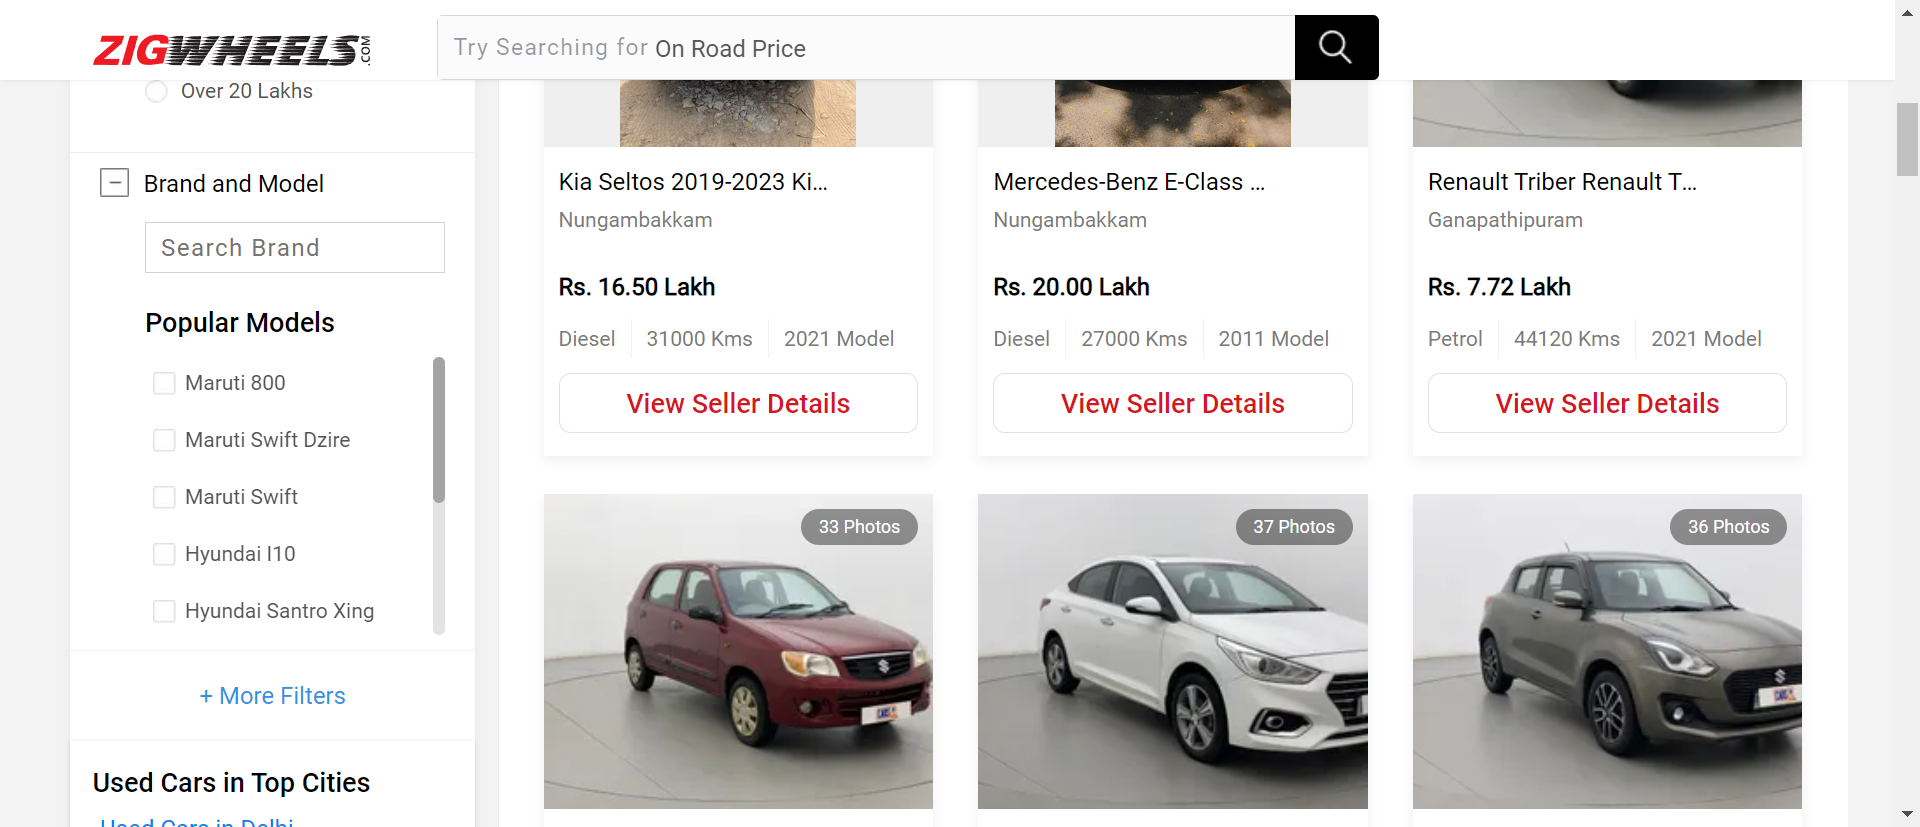 ZIGWHEELS.COM
Try Searching for On Road Price
Over 20 Lakhs
Brand and Model
Search Brand
Popular Models
Maruti 800
Maruti Swift Dzire
Maruti Swift
Hyundai I10
Hyundai Santro Xing
+ More Filters
Used Cars in Top Cities
Used Cars in Delhi
Kia Seltos 2019-2023 Ki...
Nungambakkam
Rs. 16.50 Lakh
Diesel 31000 Kms 2021 Model
View Seller Details
Mercedes-Benz E-Class ...
Nungambakkam
Rs. 20.00 Lakh
Diesel 27000 Kms 2011 Model
View Seller Details
Renault Triber Renault T...
Ganapathipuram
Rs. 7.72 Lakh
Petrol 44120 Kms 2021 Model
View Seller Details
33 Photos
37 Photos
36 Photos